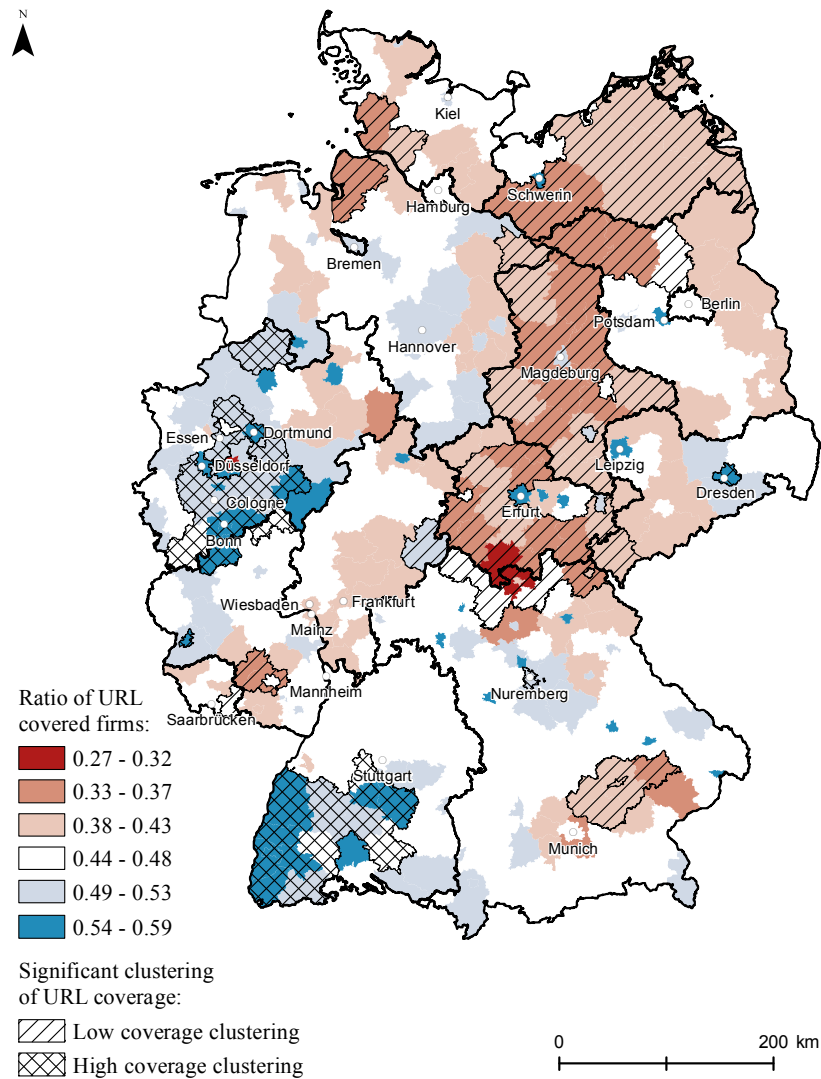 N
Kiel
Schwerin
Hamburg
Bremen
Berlin
Potsdam
Hannover
Magdeburg
Essen
Dortmund
Düsseldorf
Leipzig
Cologne
Dresden
Erfurt
Bonn
Wiesbaden
Frankfurt
Mainz
Mannheim
Nuremberg
Saarbrücken
Stuttgart
Munich
Ratio of URL
covered firms:
0.27 - 0.32
0.33 - 0.37
0.38 - 0.43
0.44 - 0.48
0.49 - 0.53
0.54 - 0.59
Significant clustering
of URL coverage:
Low coverage clustering
High coverage clustering
0 200 km